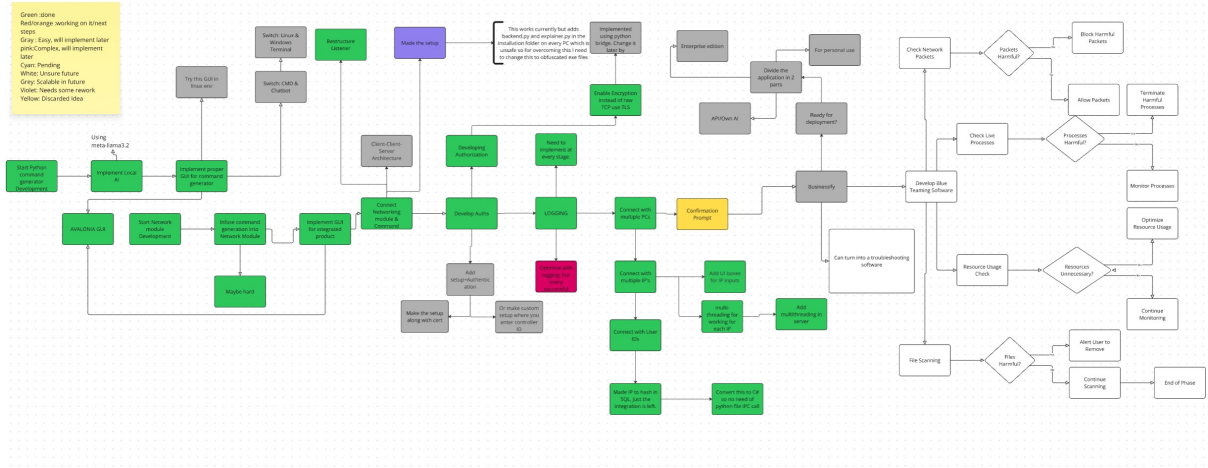 Green :done
Red/orange :working on it/next
steps
Gray : Easy, will implement later
pink:Complex, will implement
later
Cyan: Pending
White: Unsure future
Grey: Scalable in future
Violet: Needs some rework
Yellow: Discarded idea
Switch: Linux &
Windows
Terminal
Restructure
Listener
Made the setup
This works currently but adds
backend.py and explainer.py in the
installation folder on every PC which is
unsafe so for overcoming this I need
to change this to obfuscated exe files
Implemented
using python
bridge. Change it
later by
Enterprise edition
For personal use
Check Network
Packets
Packets
Harmful?
Block Harmful
Packets
Try this GUI in
linux env
Switch: CMD &
Chatbot
Enable Encryption
instead of raw
TCP use TLS
Divide the
application in 2
parts
Allow Packets
Terminate
Harmful
Processes
API/Own AI
Ready for
deployment?
Using
meta-llama3.2
Client-Client-
Server
Architecture
Developing
Authorization
Need to
implement at
every stage.
Check Live
Processes
Processes
Harmful?
Start Python
command
generator
Development
Implement Local
AI
Implement proper
GUI for command
generator
Businessify
Develop Blue
Teaming Software
Monitor Processes
AVALONIA GUI
Start Network
module
Development
Infuse command
generation into
Network Module
Implement GUI
for integrated
product
Connect
Networking
module &
Command
Develop Auths
LOGGING
Connect with
multiple PCs
Confirmation
Prompt
Optimize
Resource Usage
Can turn into a troubleshooting
software
Maybe hard
Add
setup+Authentic
ation
Connect with
multiple IP's
Add UI boxes
for IP inputs
Resource Usage
Check
Resources
Unnecessary?
Make the setup
along with cert
Or make custom
setup where you
enter controller
multi-
threading for
working for
each IP
Add
multithreading in
server
Continue
Monitoring
Connect with User
IDs
File Scanning
Files
Harmful?
Alert User to
Remove
Made IP to hash in
SQL, just the
integration is left.
Convert this to C#
so no need of
python file IPC call
Continue
Scanning
End of Phase